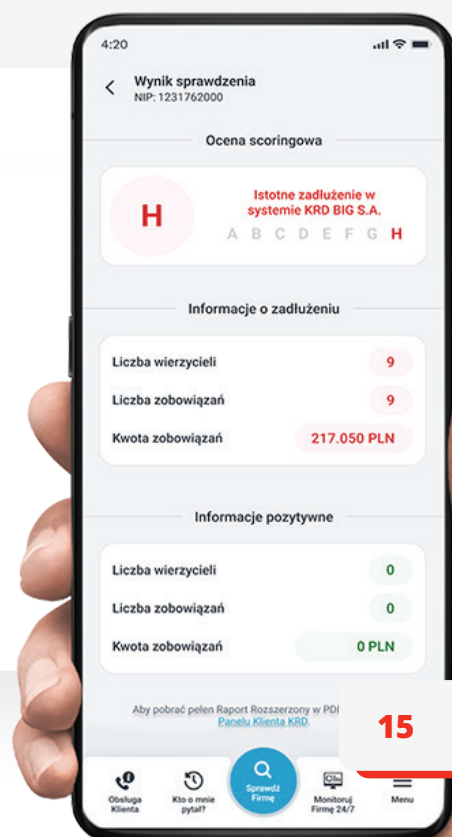 4:20
Wynik sprawdzenia
NIP: 1231762000
Ocena scoringowa
H
Istotne zadłużenie w
systemie KRD BIG S.A.
A B C D E F G H
Informacje o zadłużeniu
Liczba wierzycieli 9
Liczba zobowiązań 9
Kwota zobowiązań 217.050 PLN
Informacje pozytywne
Liczba wierzycieli 0
Liczba zobowiązań 0
Kwota zobowiązań 0 PLN
Aby pobrać pełen Raport Rozszerzony w PDF
Panelu Klienta KRD.
15
Obsługa
Klienta
Kto o mnie
pytał?
Sprawdź
Firmę
Monitoruj
Firmę 24/7
Menu